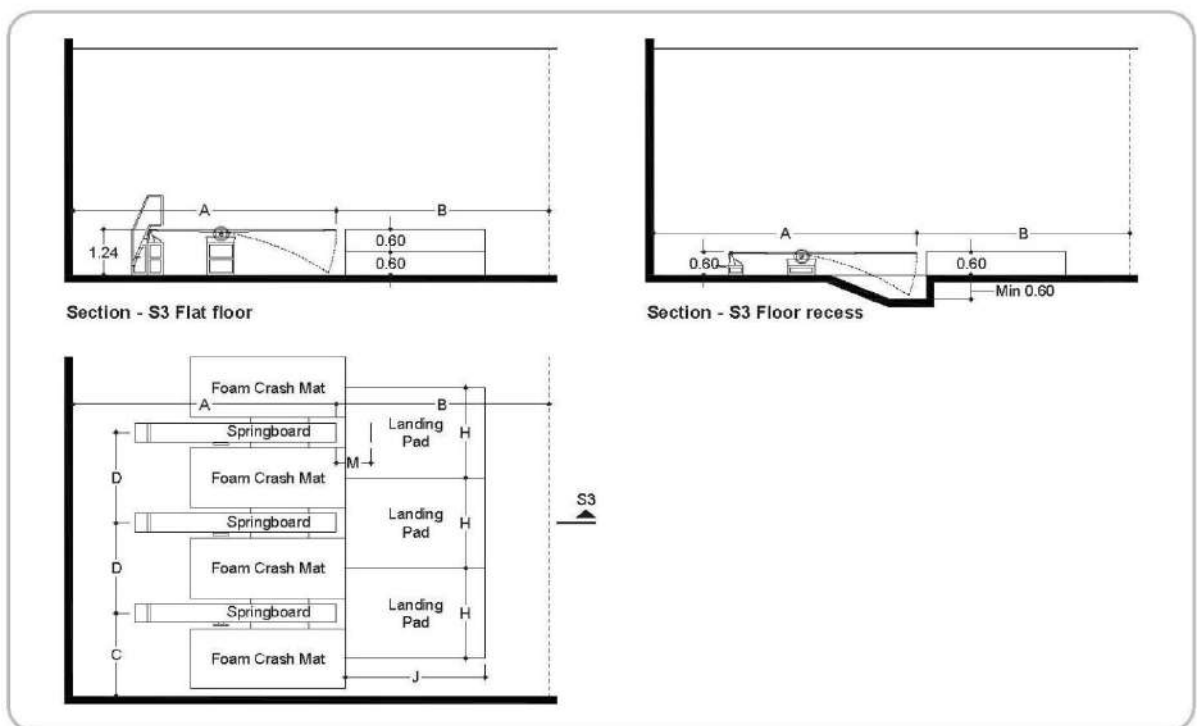 A
B
1.24
0.60
0.60
Section - S3 Flat floor
A
B
0.60
0.60
Min 0.60
Section - S3 Floor recess
Foam Crash Mat
A
B
Springboard
Landing
Pad
H
M
D
Foam Crash Mat
S3
Springboard
Landing
Pad
H
D
Foam Crash Mat
Springboard
Landing
Pad
H
C
Foam Crash Mat
J